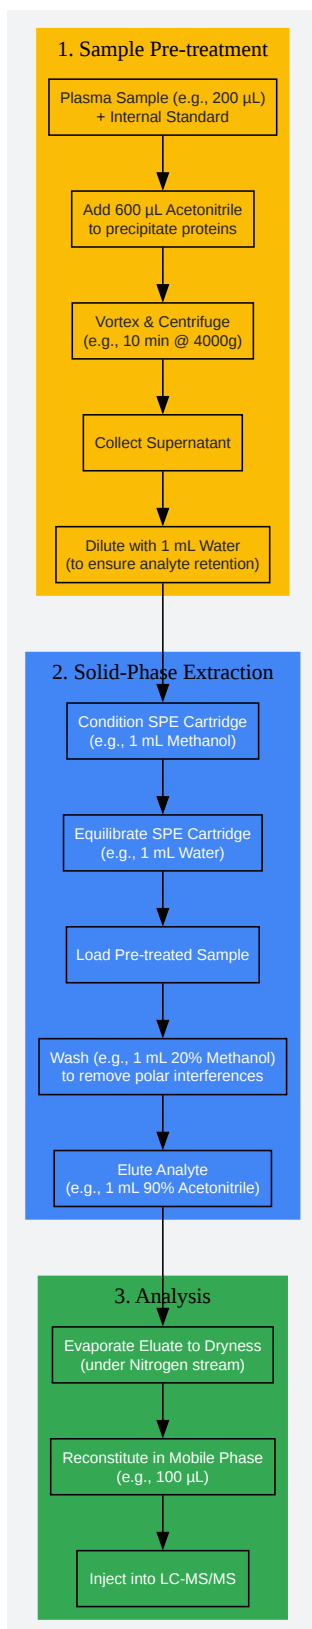 1. Sample Pre-treatment
Plasma Sample (e.g., 200 µL)
+ Internal Standard
Add 600 µL Acetonitrile
to precipitate proteins
Vortex & Centrifuge
(e.g., 10 min @ 4000g)
Collect Supernatant
Dilute with 1 mL Water
(to ensure analyte retention)
2. Solid-Phase Extraction
Condition SPE Cartridge
(e.g., 1 mL Methanol)
Equilibrate SPE Cartridge
(e.g., 1 mL Water)
Load Pre-treated Sample
Wash (e.g., 1 mL 20% Methanol)
to remove polar interferences
Elute Analyte
(e.g., 1 mL 90% Acetonitrile)
3. Analysis
Evaporate Eluate to Dryness
(under Nitrogen stream)
Reconstitute in Mobile Phase
(e.g., 100 µL)
Inject into LC-MS/MS